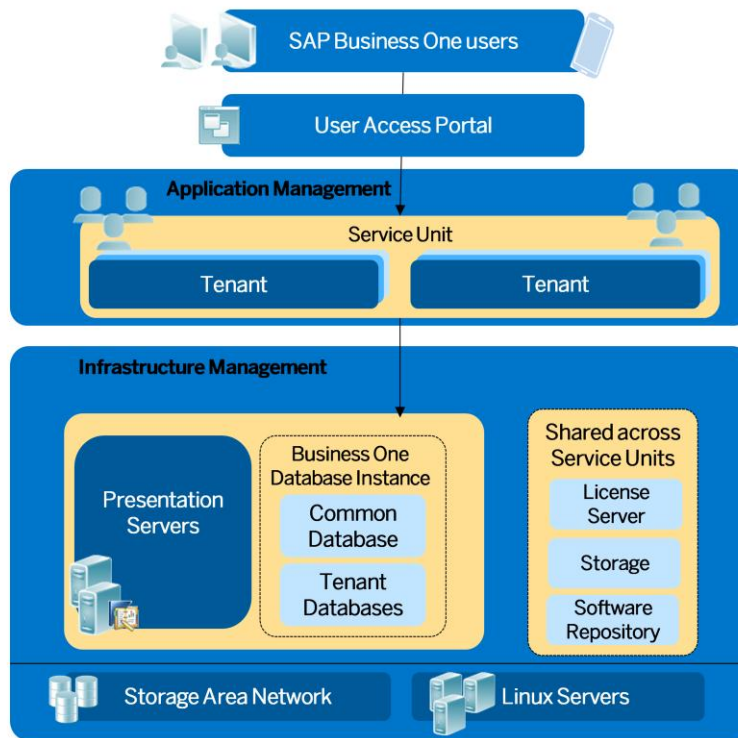 SAP Business One users
User Access Portal
Application Management
Service Unit
Tenant
Tenant
Infrastructure Management
Presentation
Servers
Business One
Database Instance
Common
Database
Tenant
Databases
Shared across
Service Units
License
Server
Storage
Software
Repository
Storage Area Network
Linux Servers